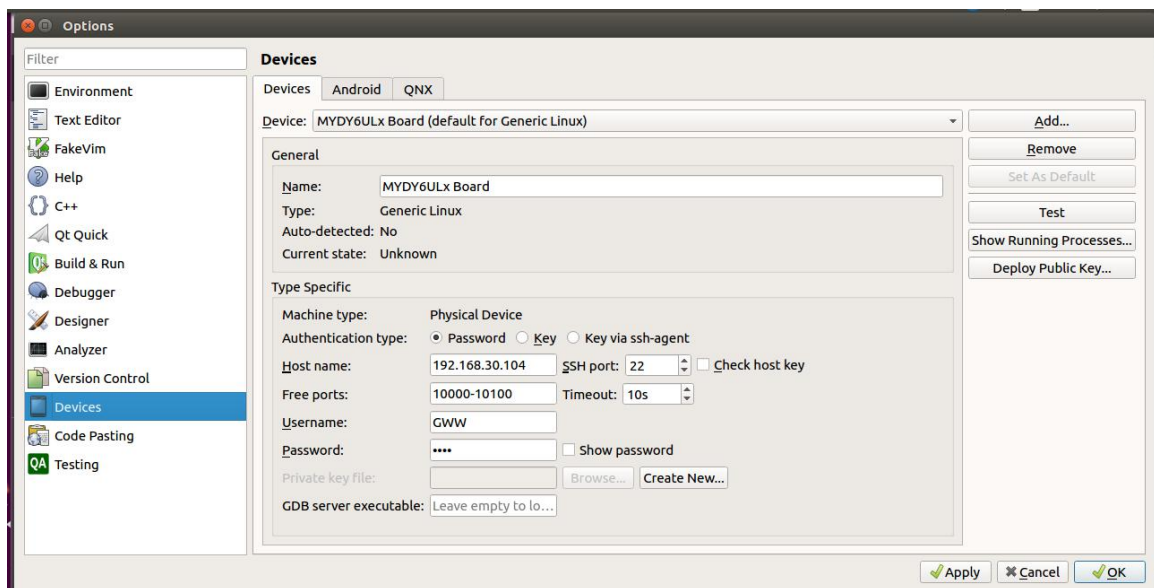 Options
Filter
Environment
Text Editor
FakeVim
Help
C++
Qt Quick
Build & Run
Debugger
Designer
Analyzer
Version Control
Devices
Code Pasting
QA Testing
Devices
Devices Android QNX
Device: MYDY6ULx Board (default for Generic Linux) Add...
General Remove
Name: MYDY6ULx Board Set As Default
Type: Generic Linux Test
Auto-detected: No Show Running Processes...
Current state: Unknown Deploy Public Key...
Type Specific
Machine type: Physical Device
Authentication type: Password Key Key via ssh-agent
Host name: 192.168.30.104 SSH port: 22 Check host key
Free ports: 10000-10100 Timeout: 10s
Username: GWW
Password: •••• Show password
Private key file: Browse... Create New...
GDB server executable: Leave empty to lo...
Apply Cancel OK